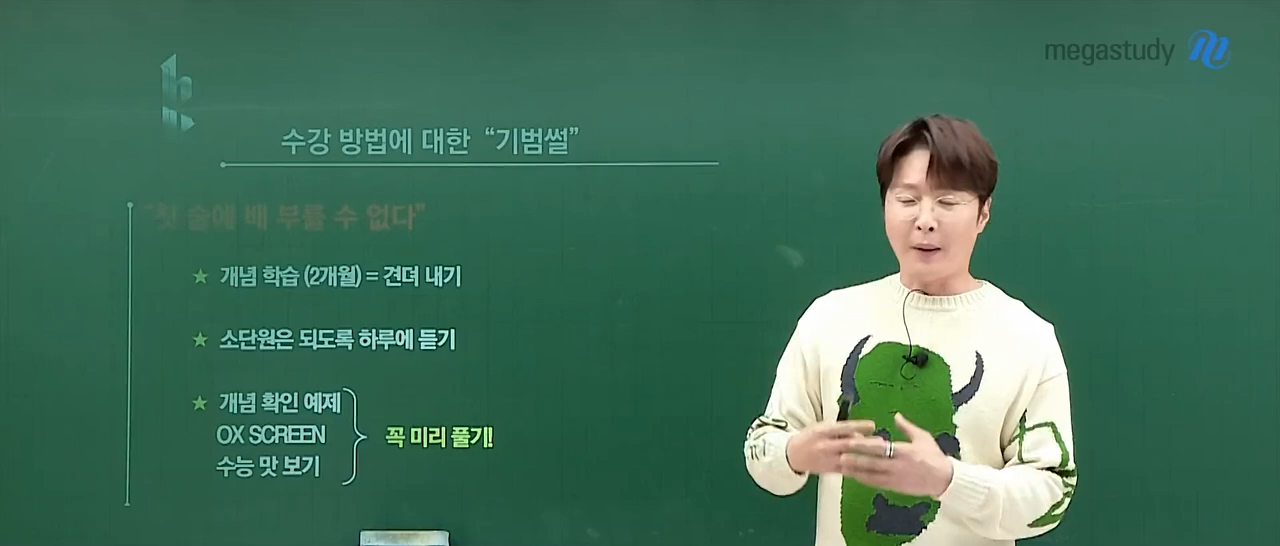 megastudy
수강 방법에 대한 “기범썰”
“첫 술에 배 부를 수 없다”
★ 개념 학습 (2개월) = 견뎌 내기
★ 소단원은 되도록 하루에 듣기
★ 개념 확인 예제
OX SCREEN
수능 맛 보기
꼭 미리 풀기!